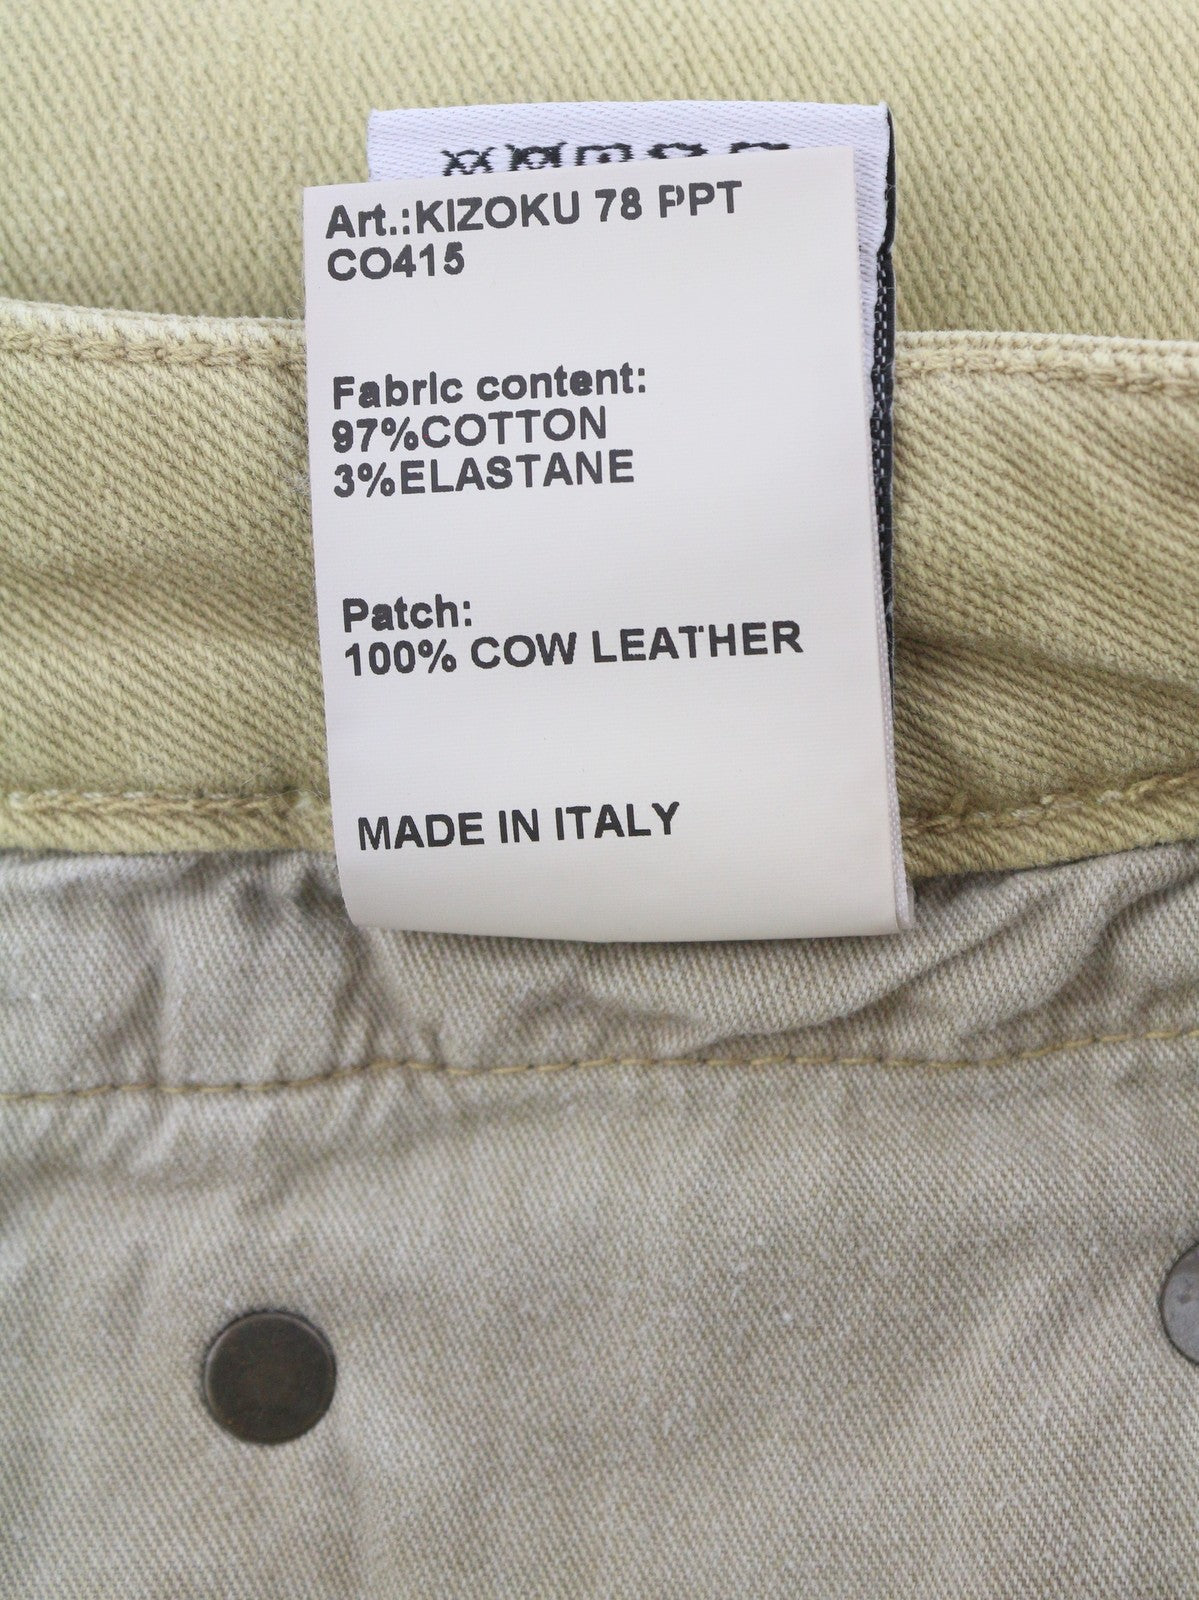 Art.:KIZOKU 78 PPT
CO415
Fabric content:
97%COTTON
3%ELASTANE
Patch:
100% COW LEATHER
MADE IN ITALY